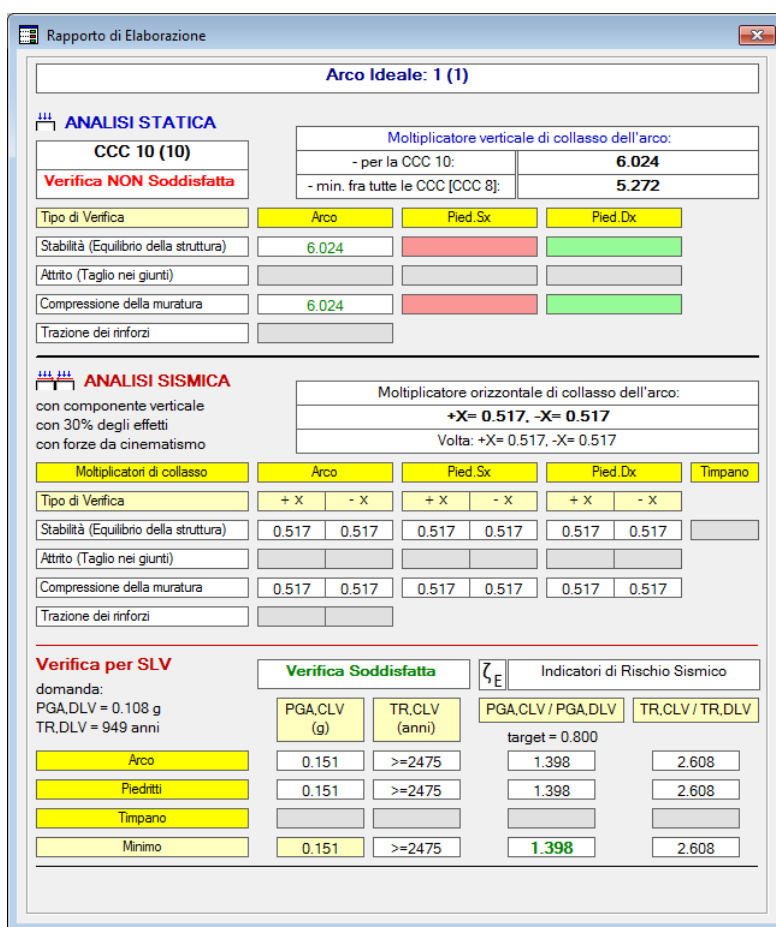 Rapporto di Elaborazione
Arco Ideale: 1 (1)
ANALISI STATICA
CCC 10 (10)
Verifica NON Soddisfatta
Moltiplicatore verticale di collasso dell'arco:
- per la CCC 10: 6.024
- min. fra tutte le CCC [CCC 8]: 5.272
Tipo di Verifica Arco Pied.Sx Pied.Dx
Stabilità (Equilibrio della struttura) 6.024
Attrito (Taglio nei giunti)
Compressione della muratura 6.024
Trazione dei rinforzi
ANALISI SISMICA
con componente verticale
con 30% degli effetti
con forze da cinematismo
Moltiplicatore orizzontale di collasso dell'arco:
+X= 0.517, -X= 0.517
Volta: +X= 0.517, -X= 0.517
Moltiplicatori di collasso Arco Pied.Sx Pied.Dx Timpano
Tipo di Verifica + X - X + X - X + X - X
Stabilità (Equilibrio della struttura) 0.517 0.517 0.517 0.517 0.517 0.517
Attrito (Taglio nei giunti)
Compressione della muratura 0.517 0.517 0.517 0.517 0.517 0.517
Trazione dei rinforzi
Verifica per SLV
domanda:
PGA,DLV = 0.108 g
TR,DLV = 949 anni
Verifica Soddisfatta
ζE Indicatori di Rischio Sismico
PGA,CLV (g) TR,CLV (anni) PGA,CLV / PGA,DLV TR,CLV / TR,DLV
target = 0.800
Arco 0.151 >=2475 1.398 2.608
Piedritti 0.151 >=2475 1.398 2.608
Timpano
Minimo 0.151 >=2475 1.398 2.608